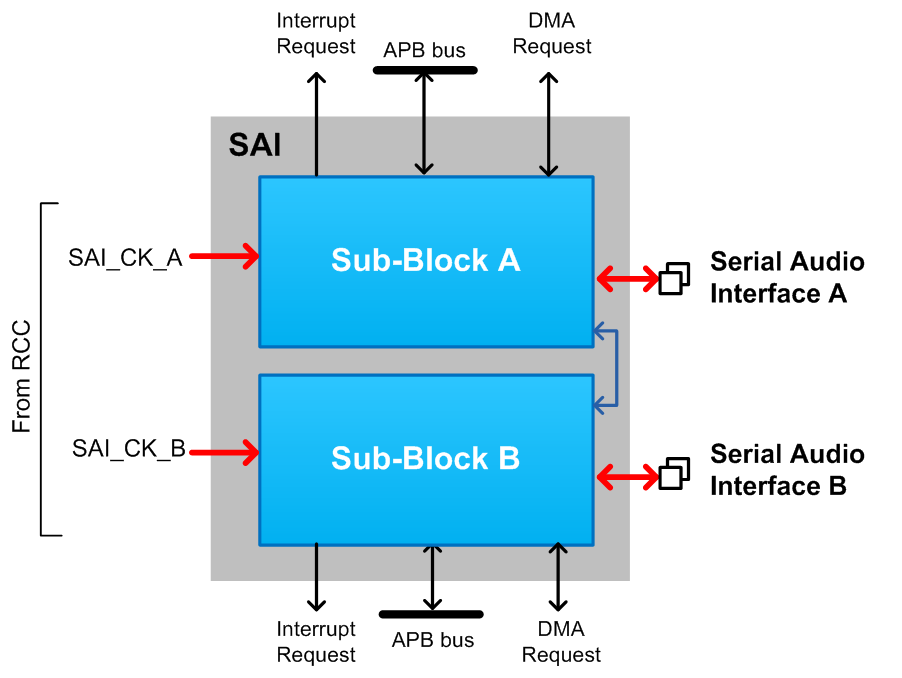 Interrupt
Request
APB bus
DMA
Request
SAI
SAI_CK_A
Sub-Block A
Serial Audio
Interface A
From RCC
SAI_CK_B
Sub-Block B
Serial Audio
Interface B
Interrupt
Request
APB bus
DMA
Request